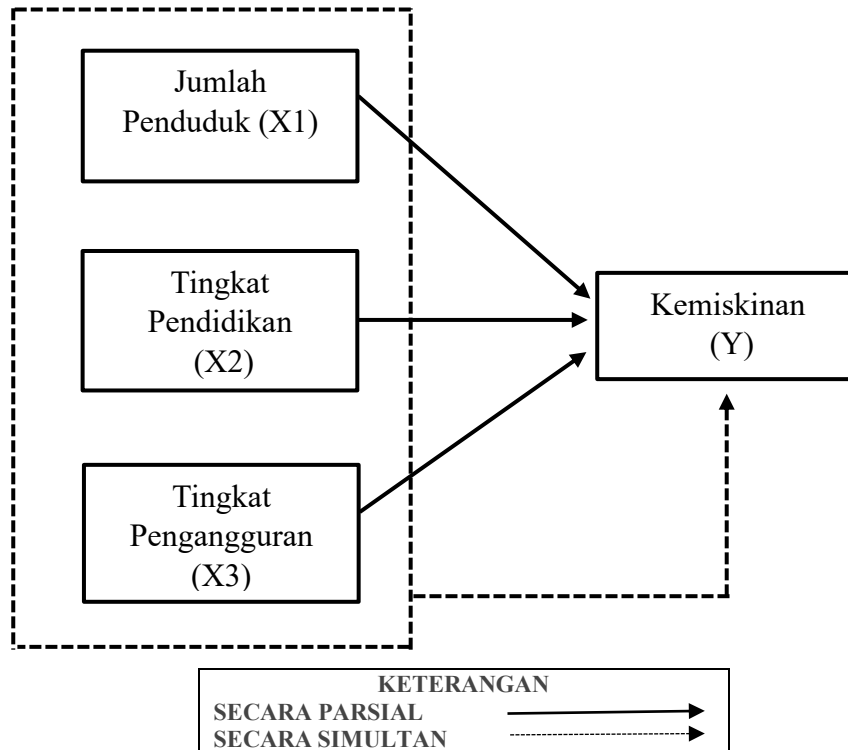 Jumlah
Penduduk (X1)
Tingkat
Pendidikan
(X2)
Kemiskinan
(Y)
Tingkat
Pengangguran
(X3)
KETERANGAN
SECARA PARSIAL
SECARA SIMULTAN